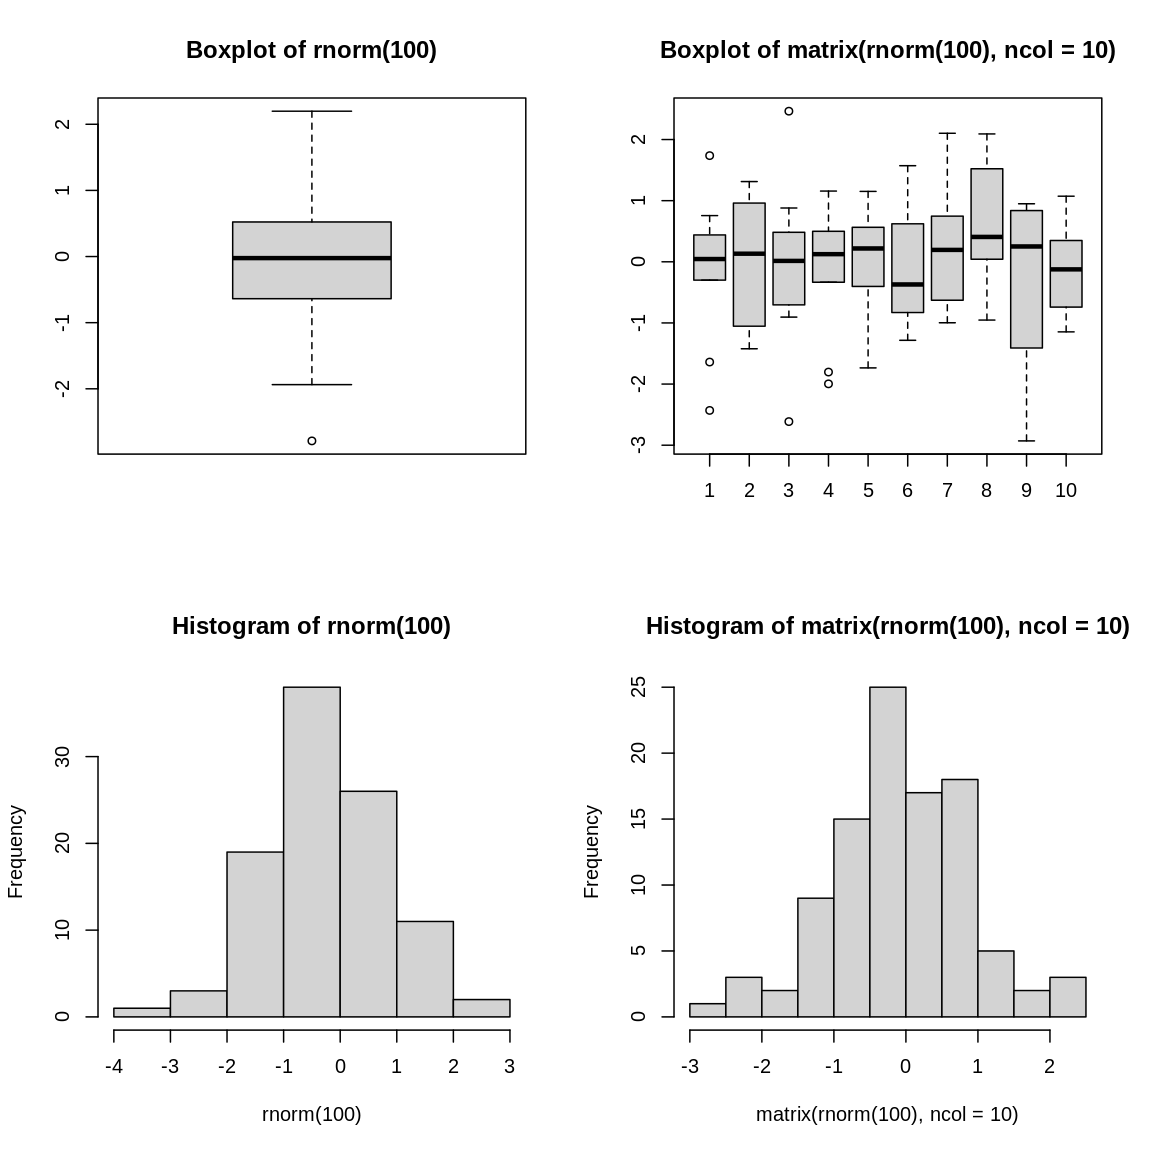 Boxplot of rnorm(100)
2
1
0
-1
-2
Boxplot of matrix(rnorm(100), ncol = 10)
2
1
0
-1
-2
-3
1 2 3 4 5 6 7 8 9 10
Histogram of rnorm(100)
Frequency
30
20
10
0
-4 -3 -2 -1 0 1 2 3
rnorm(100)
Histogram of matrix(rnorm(100), ncol = 10)
Frequency
25
20
15
10
5
0
-3 -2 -1 0 1 2
matrix(rnorm(100), ncol = 10)